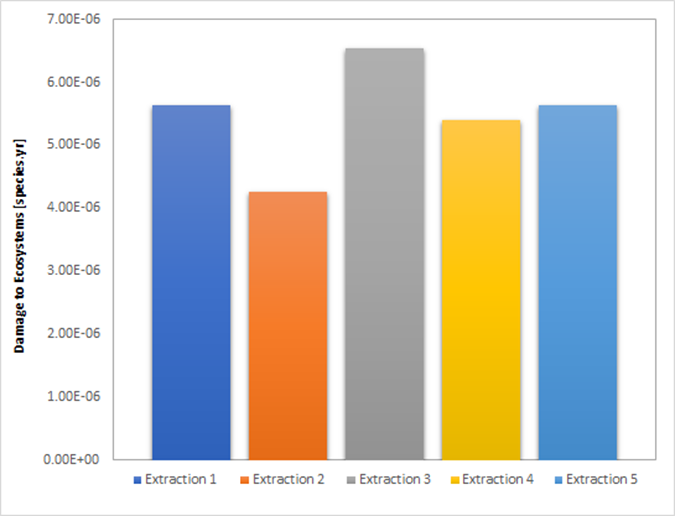 Damage to Ecosystems [species.yr]
7.00E-06
6.00E-06
5.00E-06
4.00E-06
3.00E-06
2.00E-06
1.00E-06
0.00E+00
Extraction 1 Extraction 2 Extraction 3 Extraction 4 Extraction 5